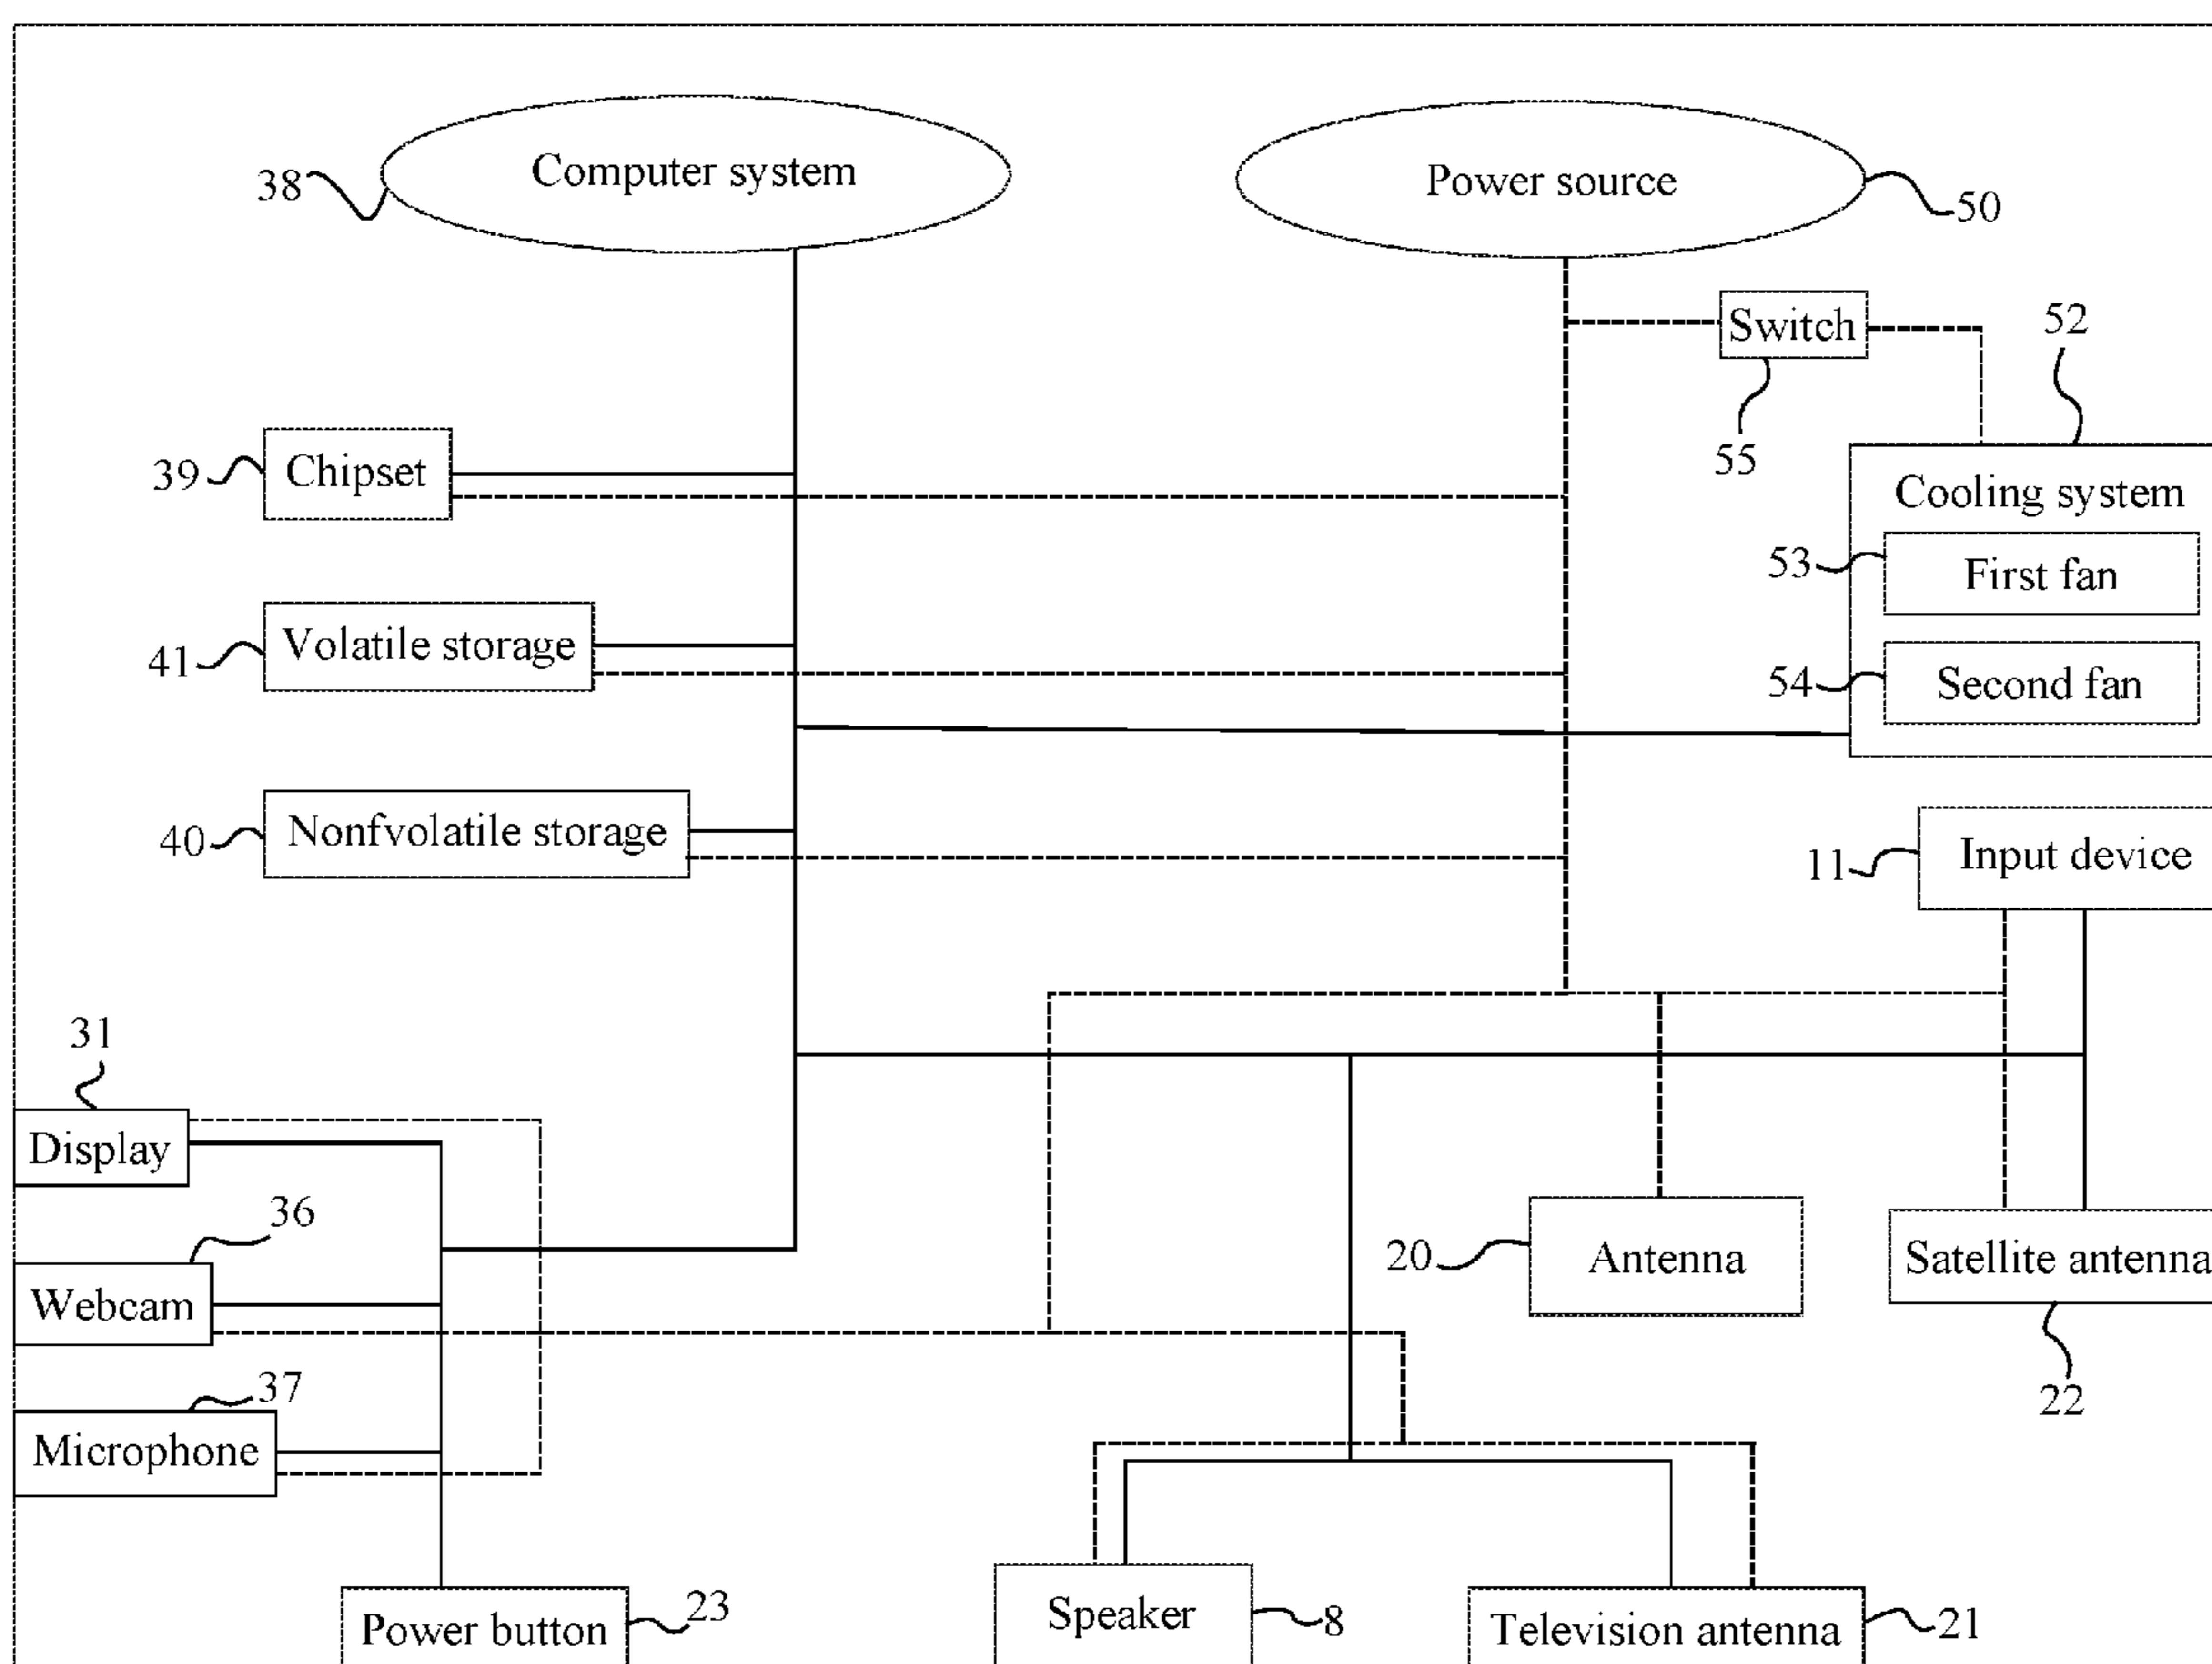 Computer system
38
Power source
50
Switch
55
52
Chipset
39
Cooling system
53
First fan
54
Second fan
Volatile storage
41
Nonfvolatile storage
40
11
Input device
31
Display
36
Webcam
37
Microphone
20
Antenna
Satellite antenna
22
Power button
23
Speaker
8
Television antenna
21